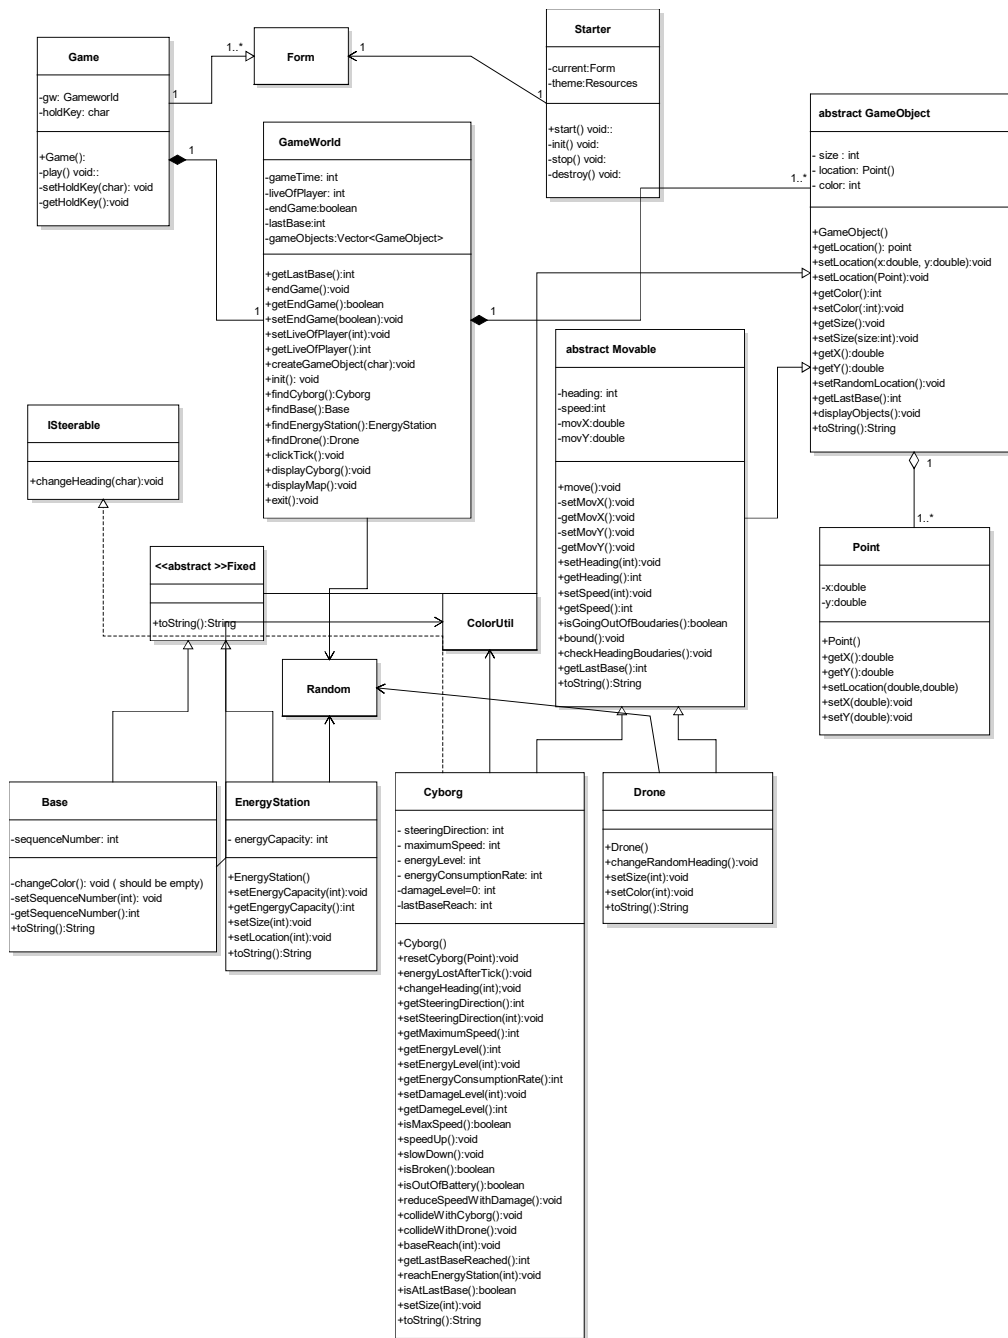 Game
-gw: Gameworld
-holdKey: char
+Game():
-play() void::
-setHoldKey(char): void
-getHoldKey():void
1..*
1
Form
1
1
Starter
-current:Form
-theme:Resources
+start() void::
-init() void:
-stop() void:
-destroy() void:
1
1
GameWorld
-gameTime: int
-liveOfPlayer: int
-endGame:boolean
-lastBase:int
-gameObjects:Vector<GameObject>
+getLastBase():int
+endGame():void
+getEndGame():boolean
+setEndGame(boolean):void
+setLiveOfPlayer(int):void
+getLiveOfPlayer():int
+createGameObject(char):void
+init(): void
+findCyborg():Cyborg
+findBase():Base
+findEnergyStation():EnergyStation
+findDrone():Drone
+clickTick():void
+displayCyborg():void
+displayMap():void
+exit():void
1
1..*
abstract GameObject
- size : int
- location: Point()
- color: int
+GameObject()
+getLocation(): point
+setLocation(x:double, y:double):void
+setLocation(Point):void
+getColor():int
+setColor(:int):void
+getSize():void
+setSize(size:int):void
+getX():double
+getY():double
+setRandomLocation():void
+getLastBase():int
+displayObjects():void
+toString():String
1
1..*
Point
-x:double
-y:double
+Point()
+getX():double
+getY():double
+setLocation(double,double)
+setX(double):void
+setY(double):void
abstract Movable
-heading: int
-speed:int
-movX:double
-movY:double
+move():void
-setMovX():void
-getMovX():void
-setMovY():void
-getMovY():void
+setHeading(int):void
+getHeading():int
+setSpeed(int):void
+getSpeed():int
+isGoingOutOfBoudaries():boolean
+bound():void
+checkHeadingBoudaries():void
+getLastBase():int
+toString():String
ISteerable
+changeHeading(char):void
<<abstract >>Fixed
+toString():String
ColorUtil
Random
Base
-sequenceNumber: int
-changeColor(): void ( should be empty)
-setSequenceNumber(int): void
-getSequenceNumber():int
+toString():String
EnergyStation
- energyCapacity: int
+EnergyStation()
+setEnergyCapacity(int):void
+getEngergyCapacity():int
+setSize(int):void
+setLocation(int):void
+toString():String
Cyborg
- steeringDirection: int
- maximumSpeed: int
- energyLevel: int
- energyConsumptionRate: int
-damageLevel=0: int
-lastBaseReach: int
+Cyborg()
+resetCyborg(Point):void
+energyLostAfterTick():void
+changeHeading(int);void
+getSteeringDirection():int
+setSteeringDirection(int):void
+getMaximumSpeed():int
+getEnergyLevel():int
+setEnergyLevel(int):void
+getEnergyConsumptionRate():int
+setDamageLevel(int):void
+getDamegeLevel():int
+isMaxSpeed():boolean
+speedUp():void
+slowDown():void
+isBroken():boolean
+isOutOfBattery():boolean
+reduceSpeedWithDamage():void
+collideWithCyborg():void
+collideWithDrone():void
+baseReach(int):void
+getLastBaseReached():int
+reachEnergyStation(int):void
+isAtLastBase():boolean
+setSize(int):void
+toString():String
Drone
+Drone()
+changeRandomHeading():void
+setSize(int):void
+setColor(int):void
+toString():String